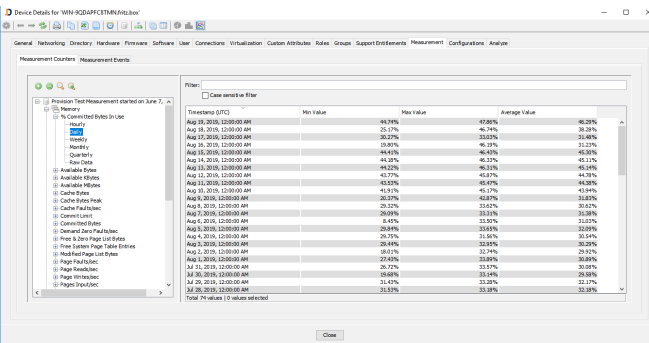 Device Details for 'WIN-9QDAPFC8TMN.fritz.box'
General Networking Directory Hardware Firmware Software User Connections Virtualization Custom Attributes Roles Groups Support Entitlements Measurement Configurations Analyze
Measurement Counters Measurement Events
Filter:
Case sensitive filter
Provision Test Measurement started on June 7,
Memory
% Committed Bytes In Use
Hourly
Daily
Weekly
Monthly
Quarterly
Raw Data
Available Bytes
Available KBytes
Available MBytes
Cache Bytes
Cache Bytes Peak
Cache Faults/sec
Commit Limit
Committed Bytes
Demand Zero Faults/sec
Free & Zero Page List Bytes
Free System Page Table Entries
Modified Page List Bytes
Page Faults/sec
Page Reads/sec
Page Writes/sec
Pages Input/sec
Timestamp (UTC) Min Value Max Value Average Value
Aug 19, 2019, 12:00:00 AM 44.74% 47.86% 46.29%
Aug 18, 2019, 12:00:00 AM 25.17% 46.74% 38.28%
Aug 17, 2019, 12:00:00 AM 30.27% 33.03% 31.48%
Aug 16, 2019, 12:00:00 AM 19.80% 46.19% 31.23%
Aug 15, 2019, 12:00:00 AM 44.41% 46.43% 45.30%
Aug 14, 2019, 12:00:00 AM 44.18% 46.33% 45.11%
Aug 13, 2019, 12:00:00 AM 44.22% 46.31% 45.14%
Aug 12, 2019, 12:00:00 AM 43.77% 45.87% 44.78%
Aug 11, 2019, 12:00:00 AM 43.53% 45.47% 44.38%
Aug 10, 2019, 12:00:00 AM 41.91% 45.17% 43.94%
Aug 9, 2019, 12:00:00 AM 20.37% 42.87% 31.83%
Aug 8, 2019, 12:00:00 AM 29.32% 33.62% 30.62%
Aug 7, 2019, 12:00:00 AM 29.09% 33.31% 31.38%
Aug 6, 2019, 12:00:00 AM 8.45% 33.50% 31.03%
Aug 5, 2019, 12:00:00 AM 29.84% 33.65% 32.09%
Aug 4, 2019, 12:00:00 AM 29.75% 31.56% 30.54%
Aug 3, 2019, 12:00:00 AM 29.44% 32.95% 30.29%
Aug 2, 2019, 12:00:00 AM 18.01% 32.74% 29.92%
Aug 1, 2019, 12:00:00 AM 27.43% 33.89% 30.89%
Jul 31, 2019, 12:00:00 AM 26.72% 33.57% 30.08%
Jul 30, 2019, 12:00:00 AM 19.68% 33.14% 29.58%
Jul 29, 2019, 12:00:00 AM 31.43% 33.28% 32.17%
Jul 28, 2019, 12:00:00 AM 31.53% 33.18% 32.18%
Total 74 values | 0 values selected
Close